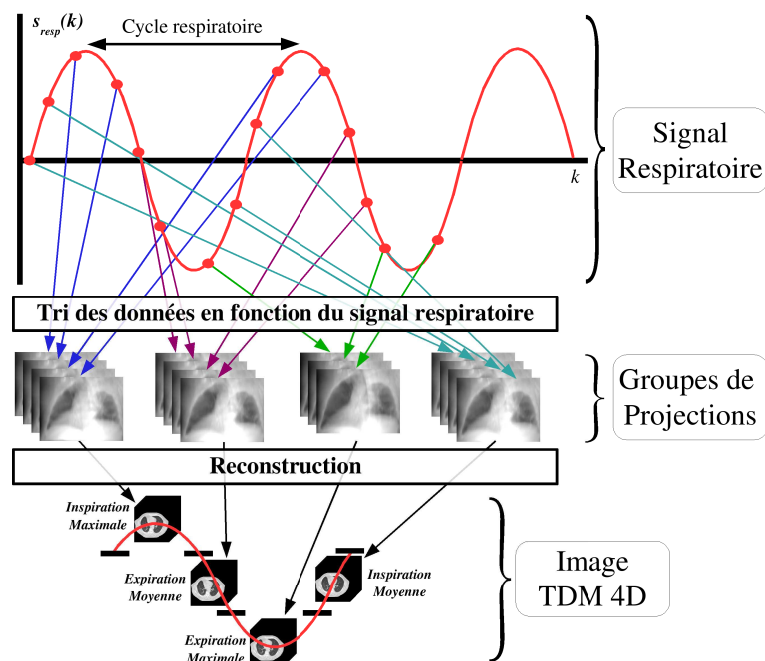 s_resp(k)
Cycle respiratoire
k
Signal
Respiratoire
Tri des données en fonction du signal respiratoire
Groupes de
Projections
Reconstruction
Inspiration
Maximale
Expiration
Moyenne
Inspiration
Moyenne
Expiration
Maximale
Image
TDM 4D